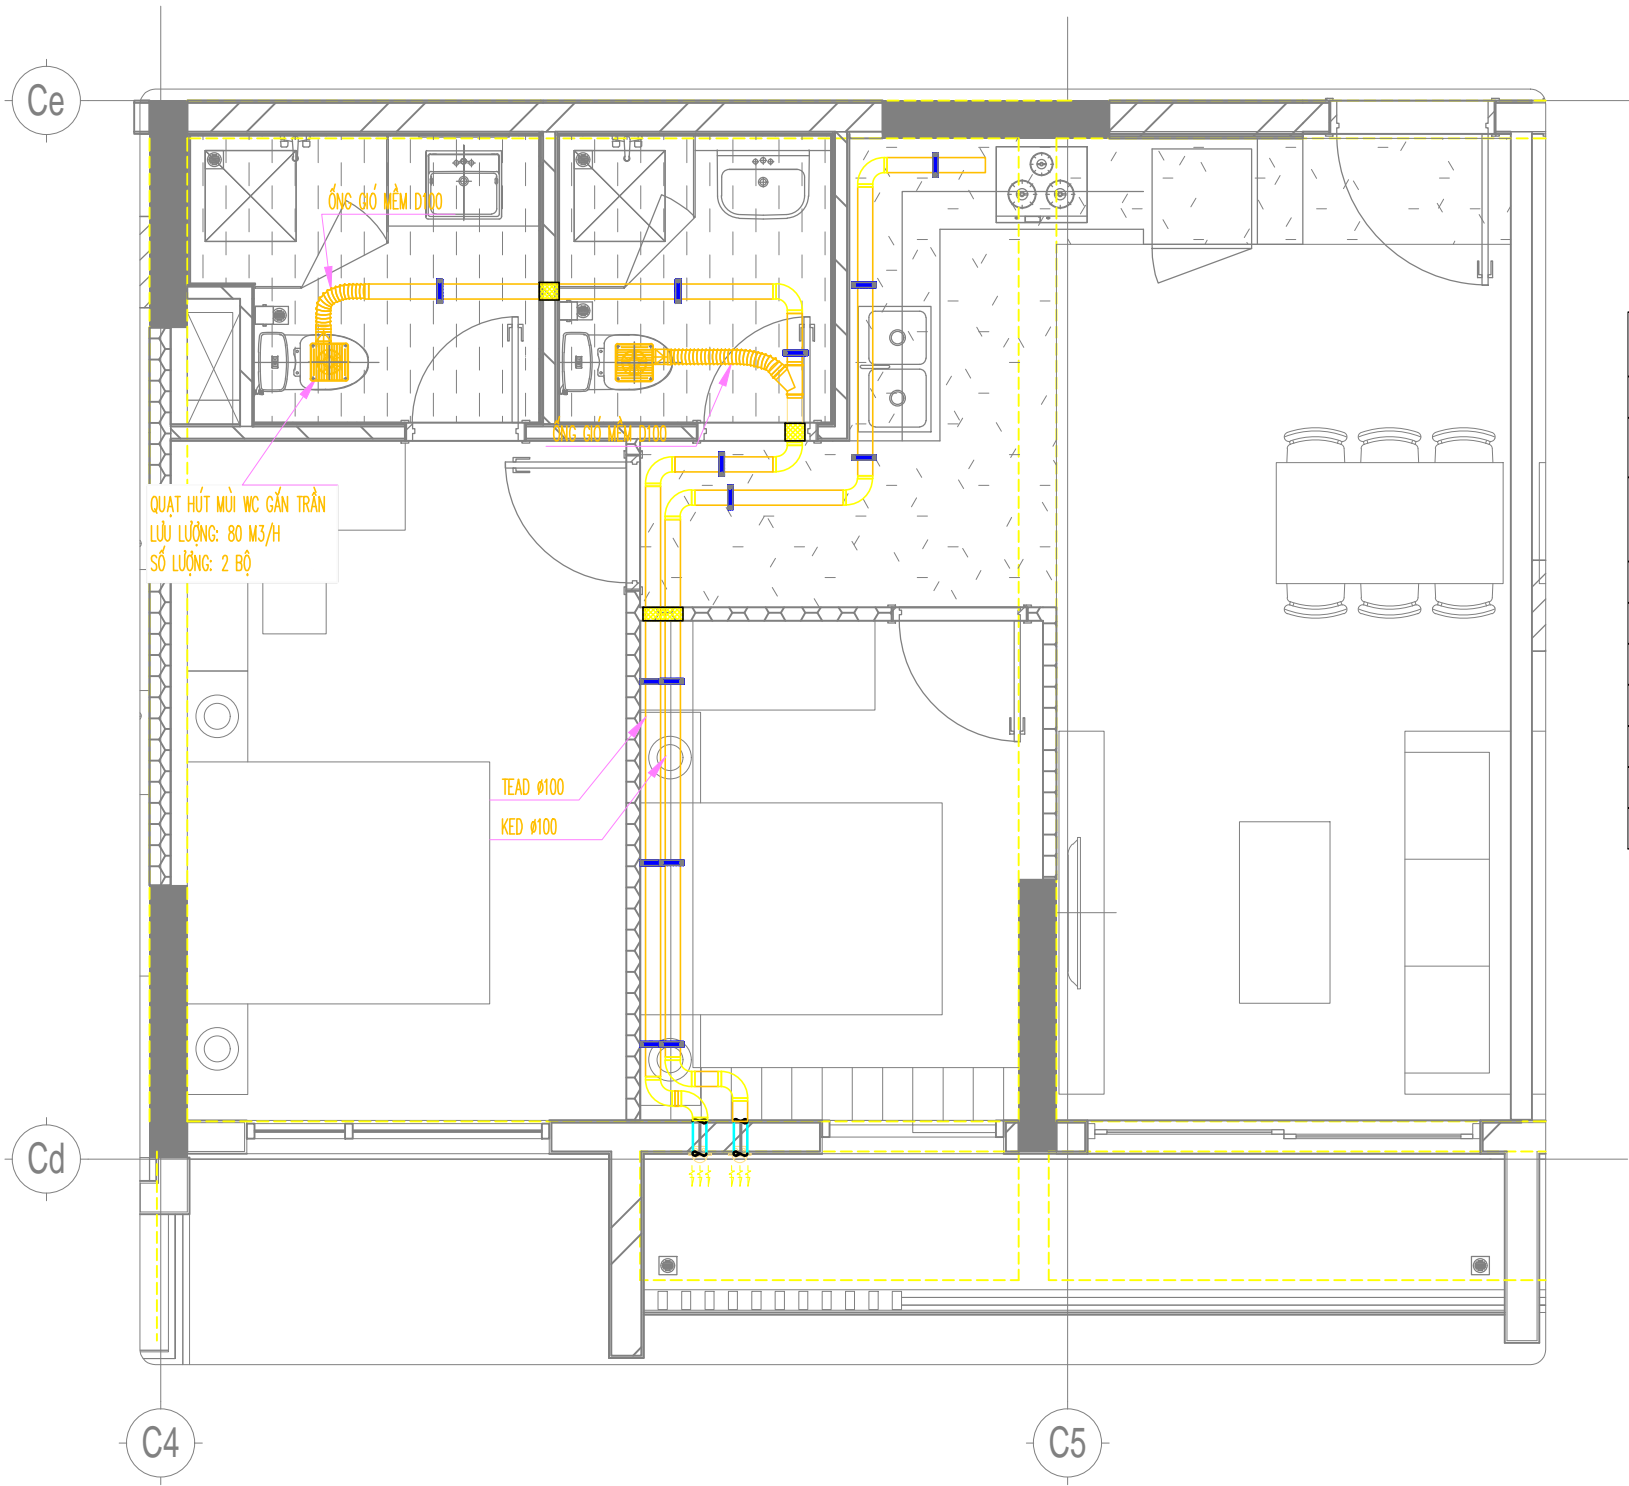 Ce
ỐNG GIÓ MỀM D100
ỐNG GIÓ MỀM D100
QUẠT HÚT MÙI WC GẮN TRẦN
LƯU LƯỢNG: 80 M3/H
SỐ LƯỢNG: 2 BỘ
TEAD Ø100
KED Ø100
Cd
C4
C5